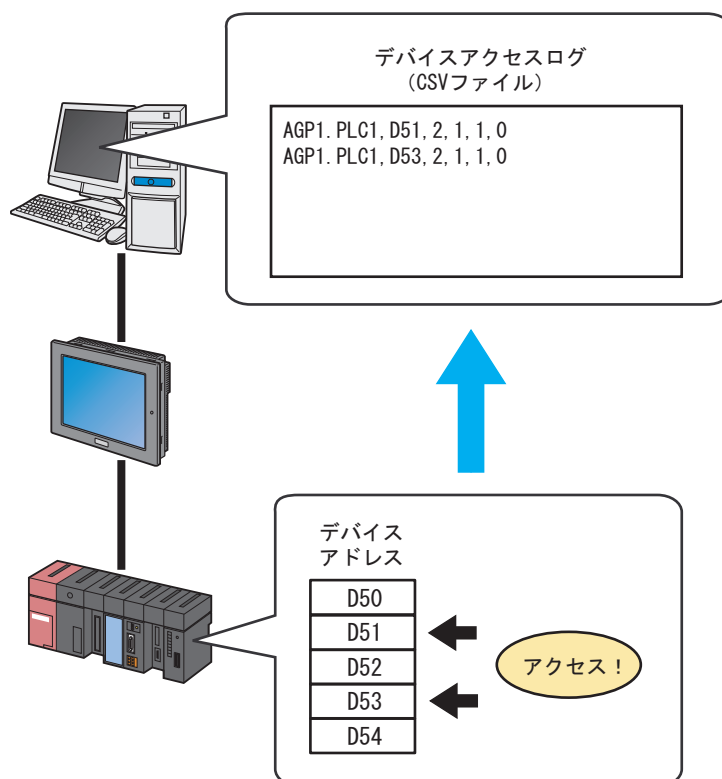 デバイスアクセスログ
(CSVファイル)
AGP1.PLC1,D51,2,1,1,0
AGP1.PLC1,D53,2,1,1,0
デバイス
アドレス
D50
D51
D52
D53
D54
アクセス！